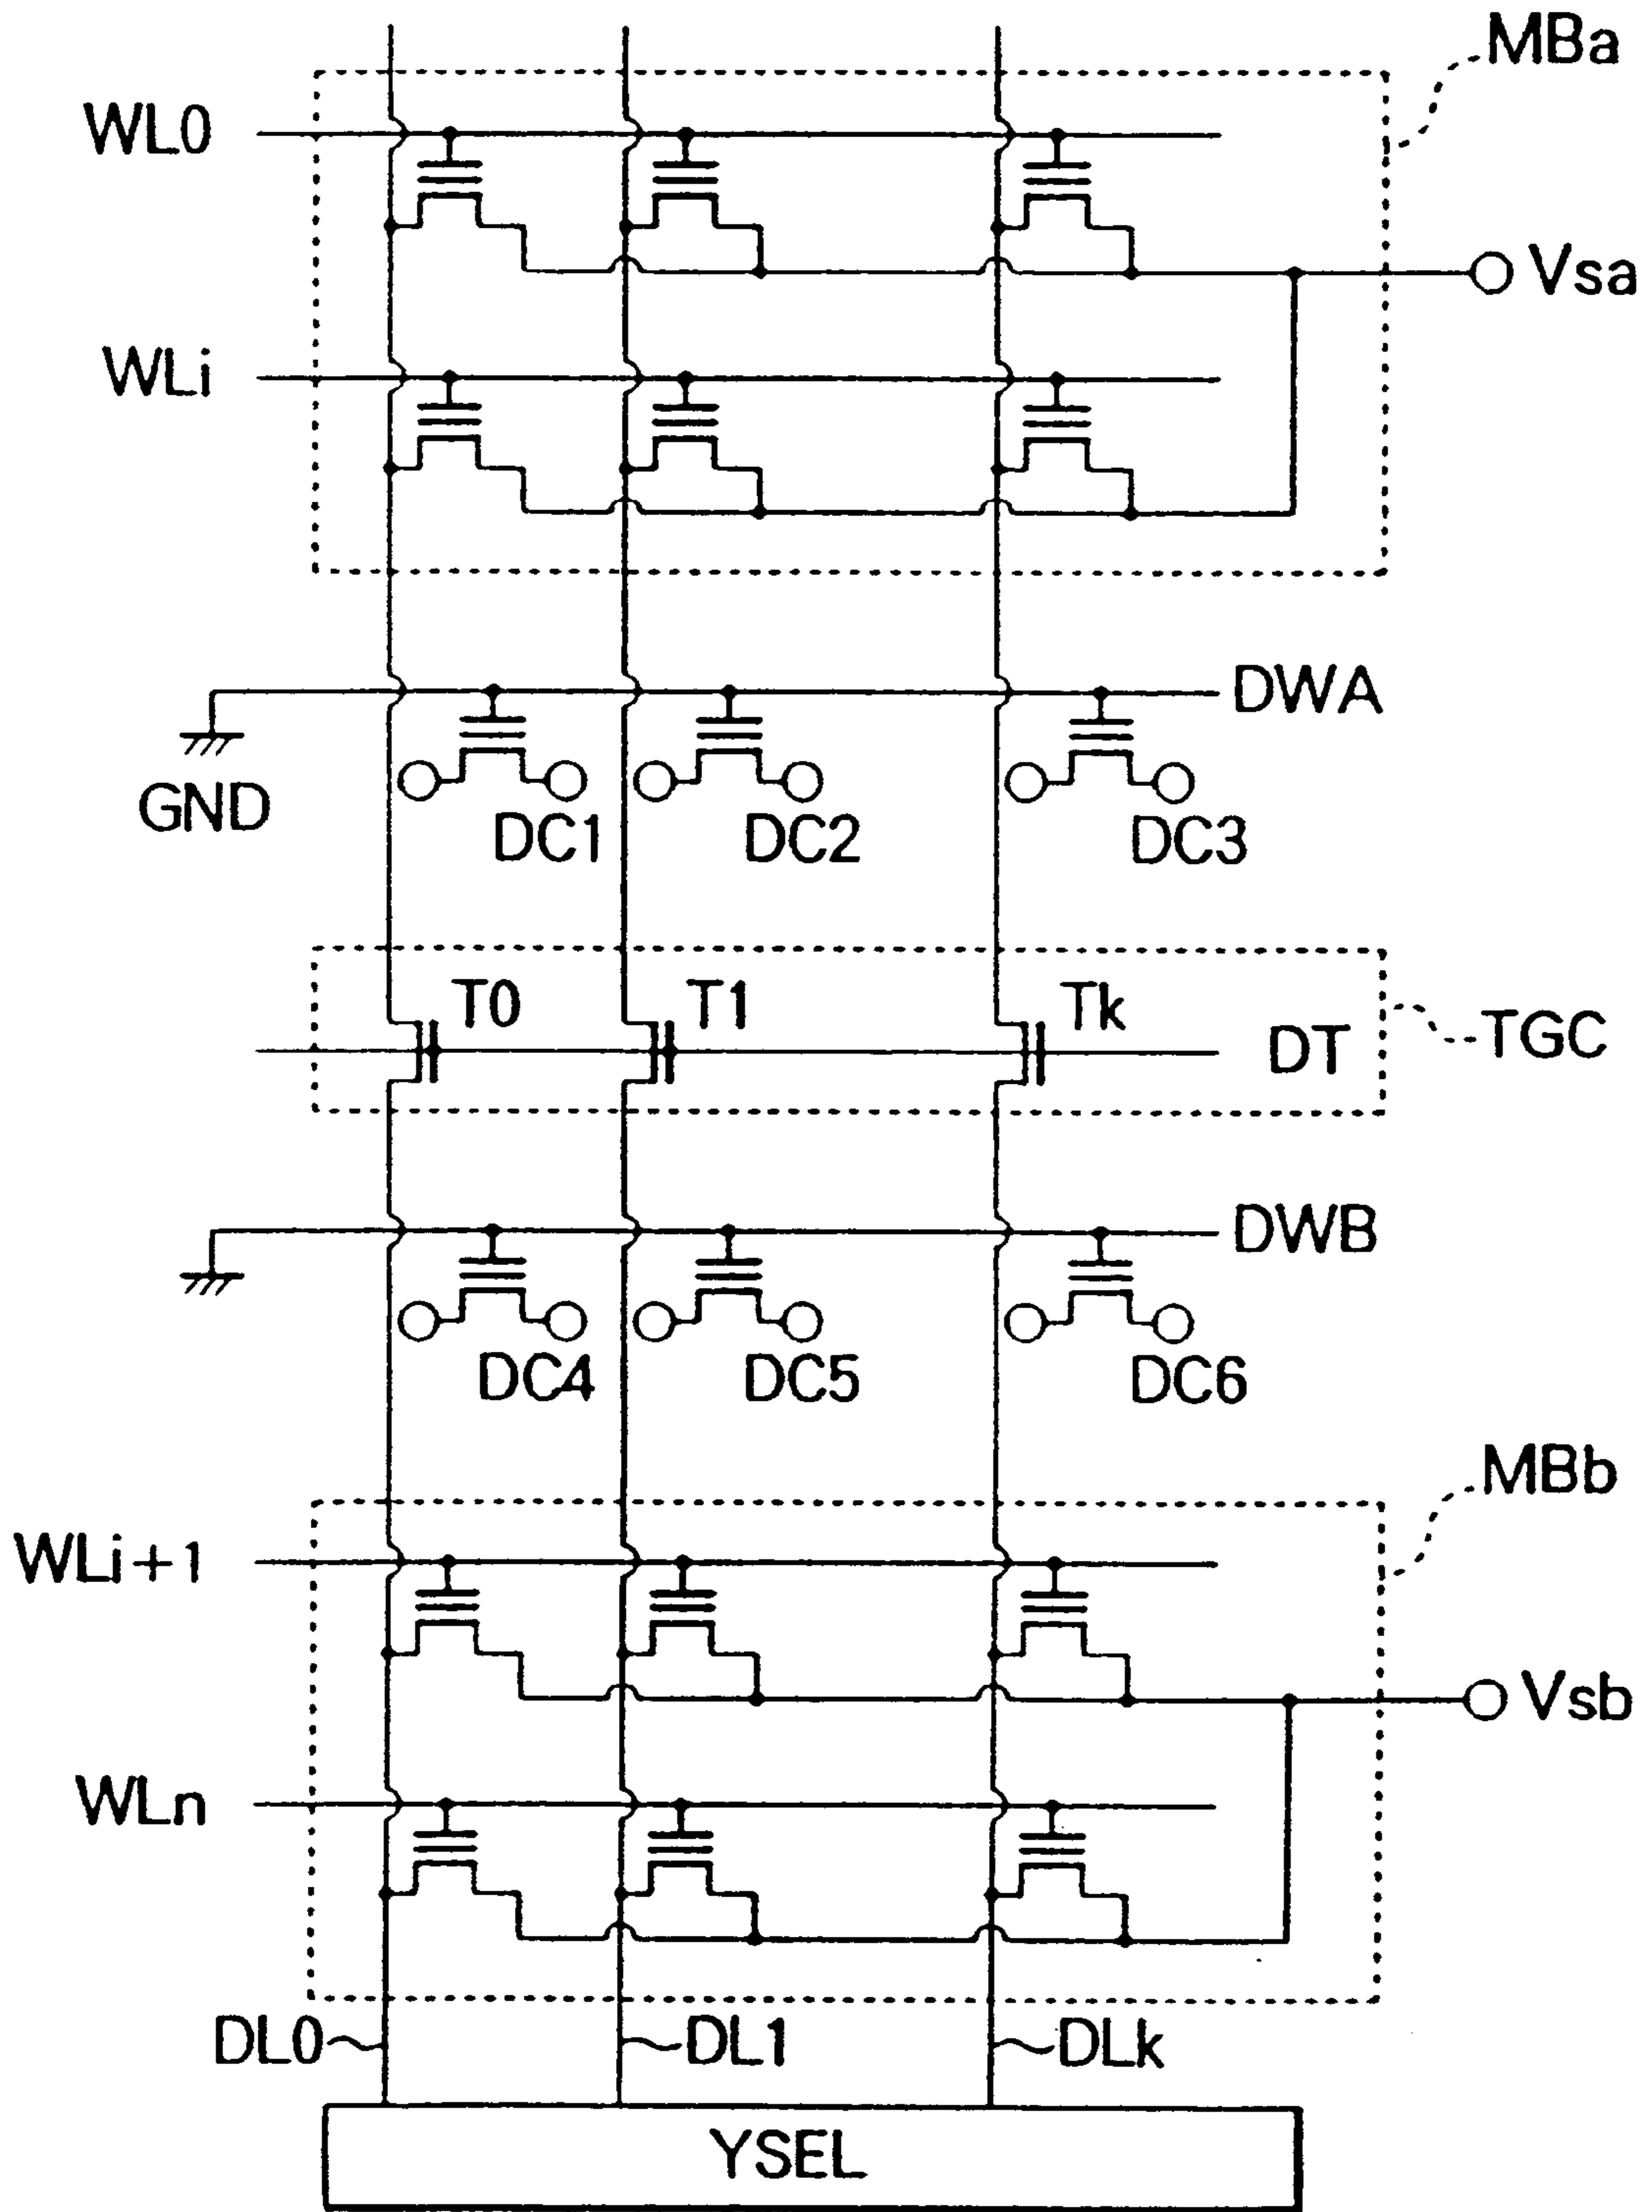 MBa
WL0
Vsa
WLi
DWA
GND
DC1 DC2 DC3
T0 T1 Tk
DT
TGC
DWB
DC4 DC5 DC6
MBb
WLi+1
Vsb
WLn
DL0 DL1 DLk
YSEL